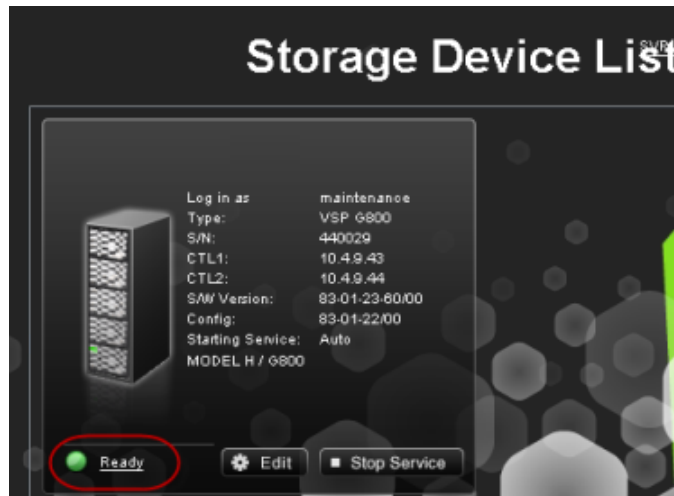 Storage Device List
Log in as maintenance
Type: VSP G800
S/N: 440029
CTL1: 10.4.9.43
CTL2: 10.4.9.44
S/W Version: 83-01-23-60/00
Config: 83-01-22/00
Starting Service: Auto
MODEL H / G800
Ready Edit Stop Service